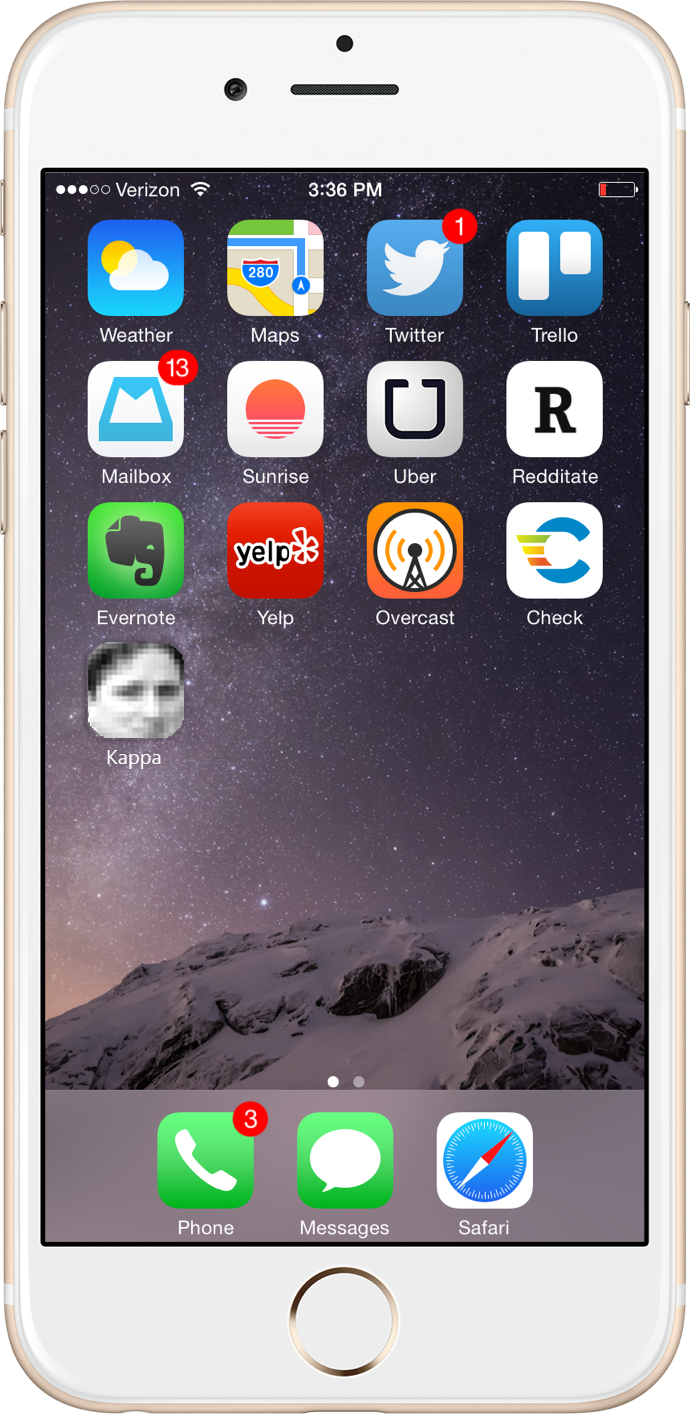 Verizon 3:36 PM
1
280
Weather Maps Twitter Trello
13
R
Mailbox Sunrise Uber Redditate
yelp
Evernote Yelp Overcast Check
Kappa
3
Phone Messages Safari